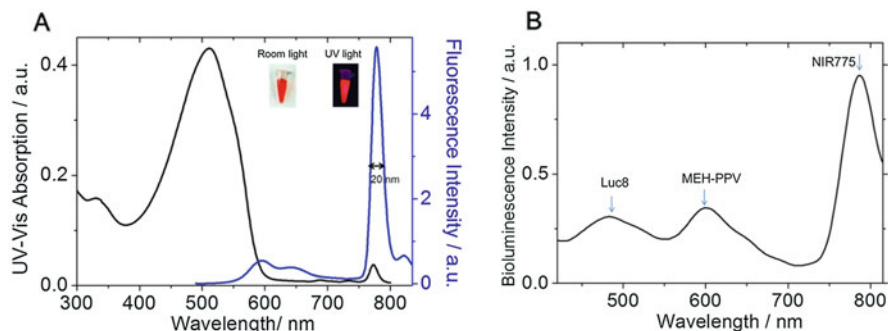 A
Room light
UV light
20 nm
UV-Vis Absorption / a.u.
0.4
0.2
0.0
Fluorescence Intensity / a.u.
4
2
0
300 400 500 600 700 800
Wavelength/ nm
B
NIR775
Luc8
MEH-PPV
Bioluminescence Intensity / a.u.
1.0
0.5
0.0
500 600 700 800
Wavelength / nm